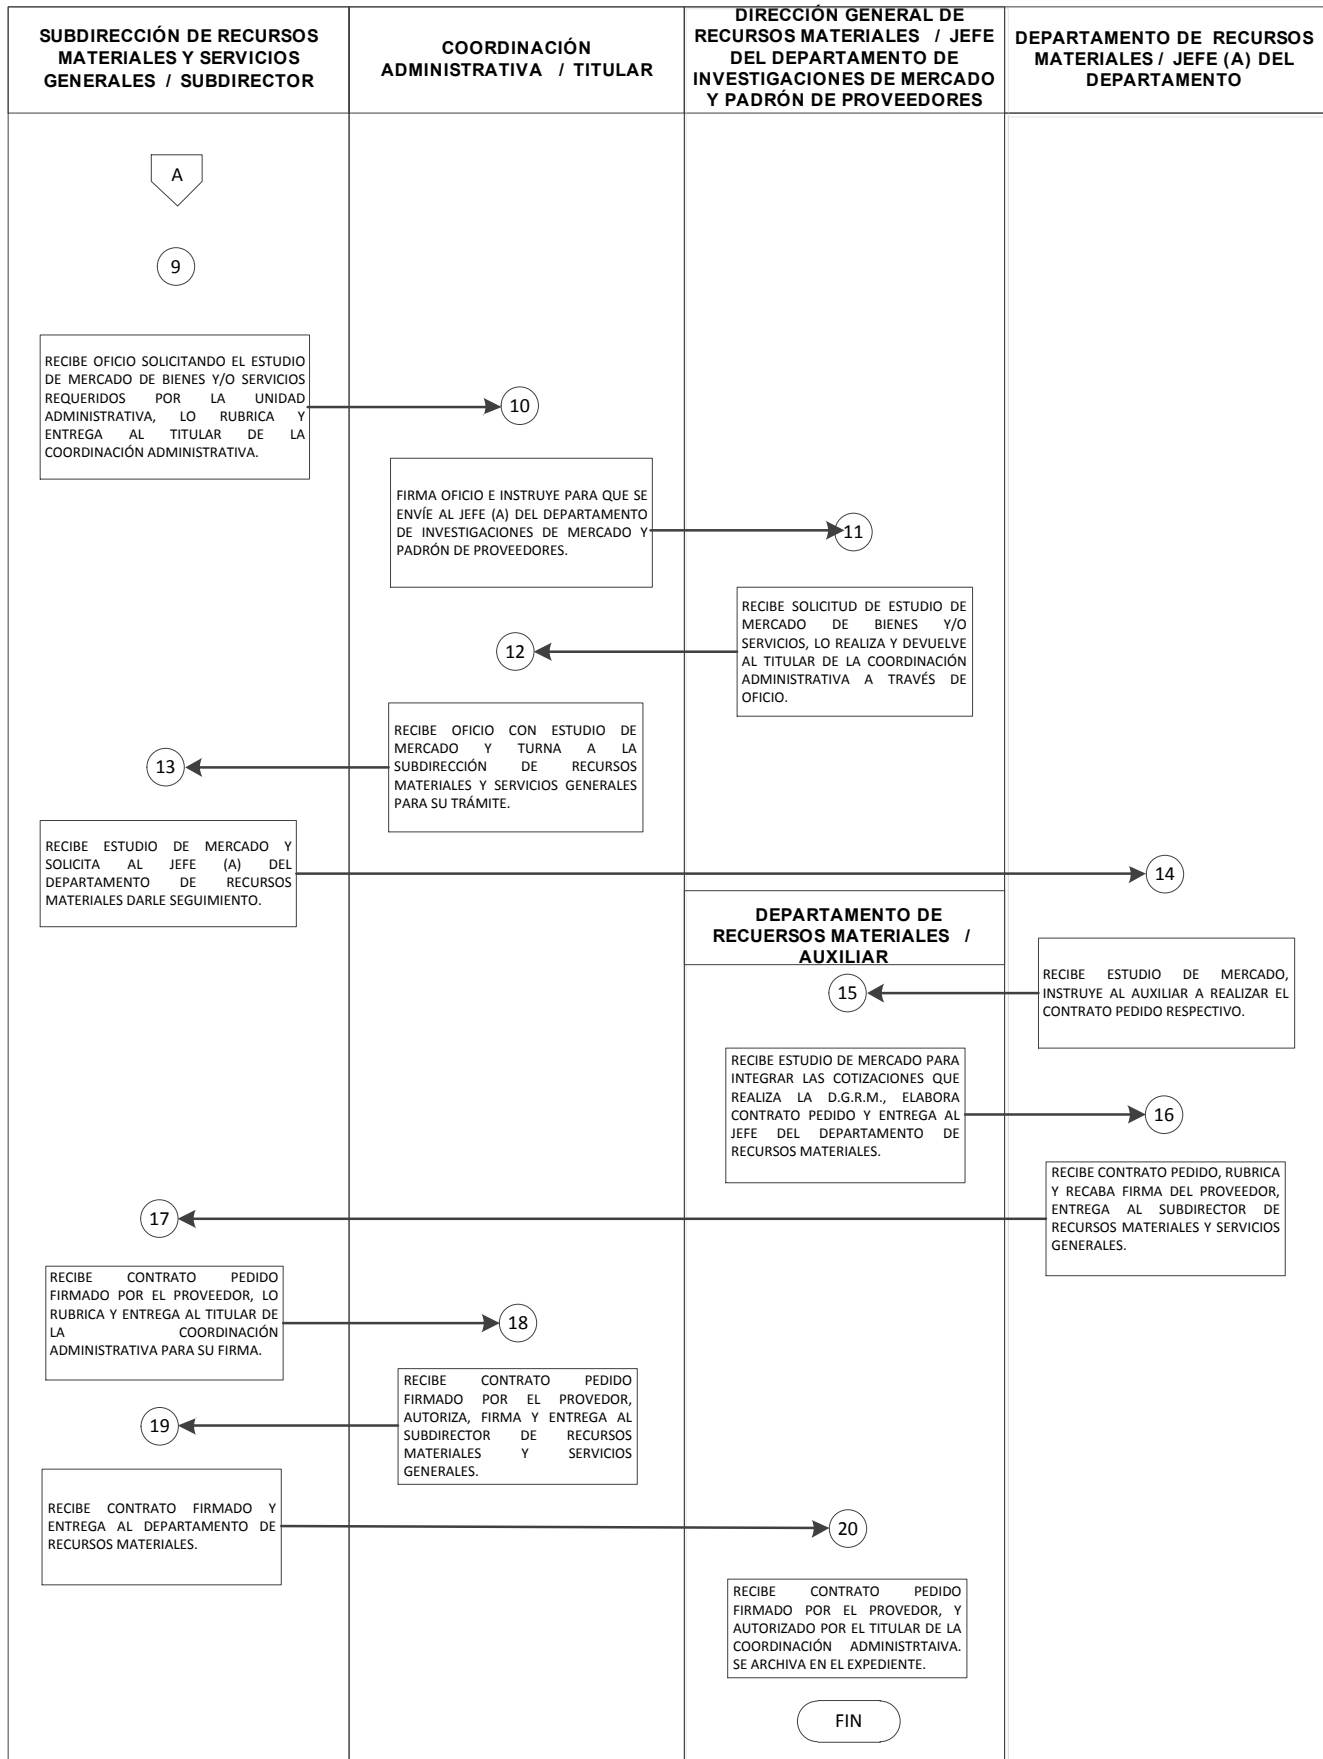 SUBDIRECCIÓN DE RECURSOS
MATERIALES Y SERVICIOS
GENERALES / SUBDIRECTOR
COORDINACIÓN
ADMINISTRATIVA / TITULAR
DIRECCIÓN GENERAL DE
RECURSOS MATERIALES / JEFE
DEL DEPARTAMENTO DE
INVESTIGACIONES DE MERCADO
Y PADRÓN DE PROVEEDORES
DEPARTAMENTO DE RECURSOS
MATERIALES / JEFE (A) DEL
DEPARTAMENTO
A
9
RECIBE OFICIO SOLICITANDO EL ESTUDIO
DE MERCADO DE BIENES Y/O SERVICIOS
REQUERIDOS POR LA UNIDAD
ADMINISTRATIVA, LO RUBRICA Y
ENTREGA AL TITULAR DE LA
COORDINACIÓN ADMINISTRATIVA.
10
FIRMA OFICIO E INSTRUYE PARA QUE SE
ENVÍE AL JEFE (A) DEL DEPARTAMENTO
DE INVESTIGACIONES DE MERCADO Y
PADRÓN DE PROVEEDORES.
11
RECIBE SOLICITUD DE ESTUDIO DE
MERCADO DE BIENES Y/O
SERVICIOS, LO REALIZA Y DEVUELVE
AL TITULAR DE LA COORDINACIÓN
ADMINISTRATIVA A TRAVÉS DE
OFICIO.
12
RECIBE OFICIO CON ESTUDIO DE
MERCADO Y TURNA A LA
SUBDIRECCIÓN DE RECURSOS
MATERIALES Y SERVICIOS GENERALES
PARA SU TRÁMITE.
13
RECIBE ESTUDIO DE MERCADO Y
SOLICITA AL JEFE (A) DEL
DEPARTAMENTO DE RECURSOS
MATERIALES DARLE SEGUIMIENTO.
14
DEPARTAMENTO DE
RECUERSOS MATERIALES /
AUXILIAR
RECIBE ESTUDIO DE MERCADO,
INSTRUYE AL AUXILIAR A REALIZAR EL
CONTRATO PEDIDO RESPECTIVO.
15
RECIBE ESTUDIO DE MERCADO PARA
INTEGRAR LAS COTIZACIONES QUE
REALIZA LA D.G.R.M., ELABORA
CONTRATO PEDIDO Y ENTREGA AL
JEFE DEL DEPARTAMENTO DE
RECURSOS MATERIALES.
16
RECIBE CONTRATO PEDIDO, RUBRICA
Y RECABA FIRMA DEL PROVEEDOR,
ENTREGA AL SUBDIRECTOR DE
RECURSOS MATERIALES Y SERVICIOS
GENERALES.
17
RECIBE CONTRATO PEDIDO
FIRMADO POR EL PROVEEDOR, LO
RUBRICA Y ENTREGA AL TITULAR DE
LA COORDINACIÓN
ADMINISTRATIVA PARA SU FIRMA.
18
RECIBE CONTRATO PEDIDO
FIRMADO POR EL PROVEDOR,
AUTORIZA, FIRMA Y ENTREGA AL
SUBDIRECTOR DE RECURSOS
MATERIALES Y SERVICIOS
GENERALES.
19
RECIBE CONTRATO FIRMADO Y
ENTREGA AL DEPARTAMENTO DE
RECURSOS MATERIALES.
20
RECIBE CONTRATO PEDIDO
FIRMADO POR EL PROVEDOR, Y
AUTORIZADO POR EL TITULAR DE LA
COORDINACIÓN ADMINISTRTAIVA.
SE ARCHIVA EN EL EXPEDIENTE.
FIN